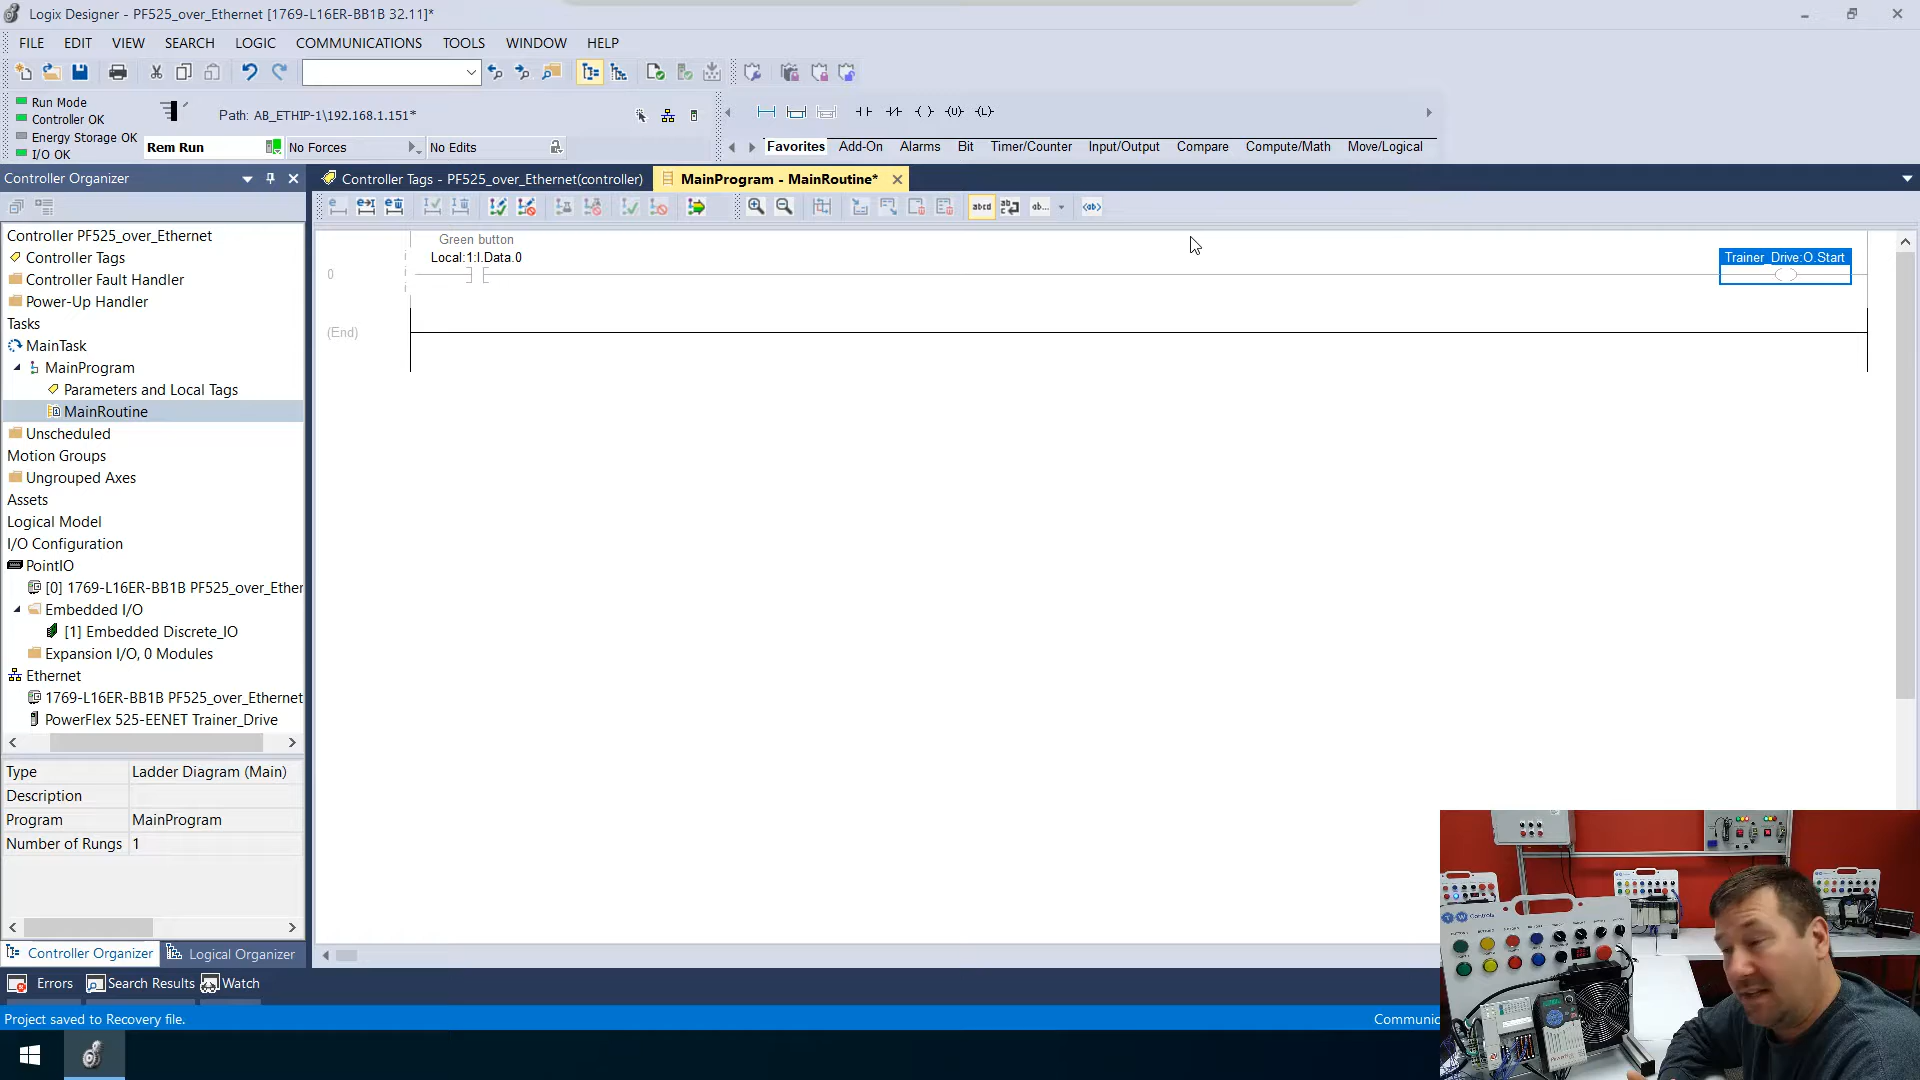 Logix Designer - PF525_over_Ethernet [1769-L16ER-BB1B 32.11]*
FILE EDIT VIEW SEARCH LOGIC COMMUNICATIONS TOOLS WINDOW HELP
Run Mode
Controller OK
Energy Storage OK
I/O OK
Path: AB_ETHIP-1\192.168.1.151*
Rem Run No Forces No Edits
Favorites Add-On Alarms Bit Timer/Counter Input/Output Compare Compute/Math Move/Logical
Controller Organizer
Controller Tags - PF525_over_Ethernet(controller) MainProgram - MainRoutine*
Controller PF525_over_Ethernet
Controller Tags
Controller Fault Handler
Power-Up Handler
Tasks
MainTask
MainProgram
Parameters and Local Tags
MainRoutine
Unscheduled
Motion Groups
Ungrouped Axes
Assets
Logical Model
I/O Configuration
PointIO
[0] 1769-L16ER-BB1B PF525_over_Ether
Embedded I/O
[1] Embedded Discrete_IO
Expansion I/O, 0 Modules
Ethernet
1769-L16ER-BB1B PF525_over_Ethernet
PowerFlex 525-EENET Trainer_Drive
Green button
Local:1:I.Data.0
Trainer_Drive:O.Start
0
(End)
Type Ladder Diagram (Main)
Description
Program MainProgram
Number of Rungs 1
Controller Organizer Logical Organizer
Errors Search Results Watch
Project saved to Recovery file.
Communic